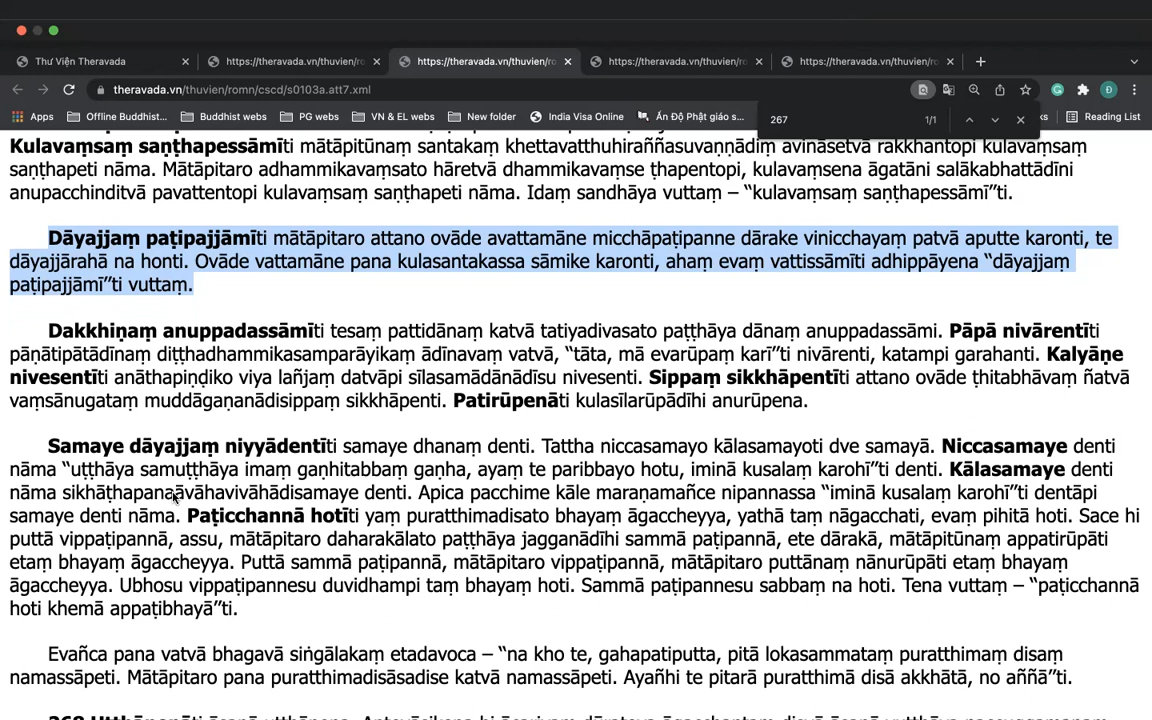 Thư Viện Theravada
https://theravada.vn/thuvien/ro
https://theravada.vn/thuvien/ro
https://theravada.vn/thuvien/ro
https://theravada.vn/thuvien/ro
theravada.vn/thuvien/romn/cscd/s0103a.att7.xml
Apps Offline Buddhist... Buddhist webs PG webs VN & EL webs New folder India Visa Online Ấn Độ Phật giáo s... Reading List
267 1/1
Kulavaṃsaṃ saṇṭhapessāmīti mātāpitūnaṃ santakaṃ khettavatthuhiraññasuvaṇṇādiṃ avināsetvā rakkhantopi kulavaṃsaṃ
saṇṭhapeti nāma. Mātāpitaro adhammikavaṃsato hāretvā dhammikavaṃse ṭhapentopi, kulavaṃsena āgatāni salākabhattādīni
anupacchinditvā pavattentopi kulavaṃsaṃ saṇṭhapeti nāma. Idaṃ sandhāya vuttaṃ – “kulavaṃsaṃ saṇṭhapessāmī”ti.
Dāyajjaṃ paṭipajjāmīti mātāpitaro attano ovāde avattamāne micchāpaṭipanne dārake vinicchayaṃ patvā aputte karonti, te
dāyajjārahā na honti. Ovāde vattamāne pana kulasantakassa sāmike karonti, ahaṃ evaṃ vattissāmīti adhippāyena “dāyajjaṃ
paṭipajjāmī”ti vuttaṃ.
Dakkhiṇaṃ anuppadassāmīti tesaṃ pattidānaṃ katvā tatiyadivasato paṭṭhāya dānaṃ anuppadassāmi. Pāpā nivārentīti
pāṇātipātādīnaṃ diṭṭhadhammikasamparāyikaṃ ādīnavaṃ vatvā, “tāta, mā evarūpaṃ karī”ti nivārenti, katampi garahanti. Kalyāṇe
nivesentīti anāthapiṇḍiko viya lañjaṃ datvāpi sīlasamādānādīsu nivesenti. Sippaṃ sikkhāpentīti attano ovāde ṭhitabhāvaṃ ñatvā
vaṃsānugataṃ muddāgaṇanādisippaṃ sikkhāpenti. Patirūpenāti kulasīlarūpādīhi anurūpena.
Samaye dāyajjaṃ niyyādentīti samaye dhanaṃ denti. Tattha niccasamayo kālasamayoti dve samayā. Niccasamaye denti
nāma “uṭṭhāya samuṭṭhāya imaṃ gaṇhitabbaṃ gaṇha, ayaṃ te paribbayo hotu, iminā kusalaṃ karohī”ti denti. Kālasamaye denti
nāma sikhāṭhapanaāvāhavivāhādisamaye denti. Apica pacchime kāle maraṇamañce nipannassa “iminā kusalaṃ karohī”ti dentāpi
samaye denti nāma. Paṭicchannā hotīti yaṃ puratthimadisato bhayaṃ āgaccheyya, yathā taṃ nāgacchati, evaṃ pihitā hoti. Sace hi
puttā vippaṭipannā, assu, mātāpitaro daharakālato paṭṭhāya jagganādīhi sammā paṭipannā, ete dārakā, mātāpitūnaṃ appatirūpāti
etaṃ bhayaṃ āgaccheyya. Puttā sammā paṭipannā, mātāpitaro vippaṭipannā, mātāpitaro puttānaṃ nānurūpāti etaṃ bhayaṃ
āgaccheyya. Ubhosu vippaṭipannesu duvidhampi taṃ bhayaṃ hoti. Sammā paṭipannesu sabbaṃ na hoti. Tena vuttaṃ – “paṭicchannā
hoti khemā appaṭibhayā”ti.
Evañca pana vatvā bhagavā siṅgālakaṃ etadavoca – “na kho te, gahapatiputta, pitā lokasammataṃ puratthimaṃ disaṃ
namassāpeti. Mātāpitaro pana puratthimadisāsadise katvā namassāpeti. Ayañhi te pitarā puratthimā disā akkhātā, no aññā”ti.